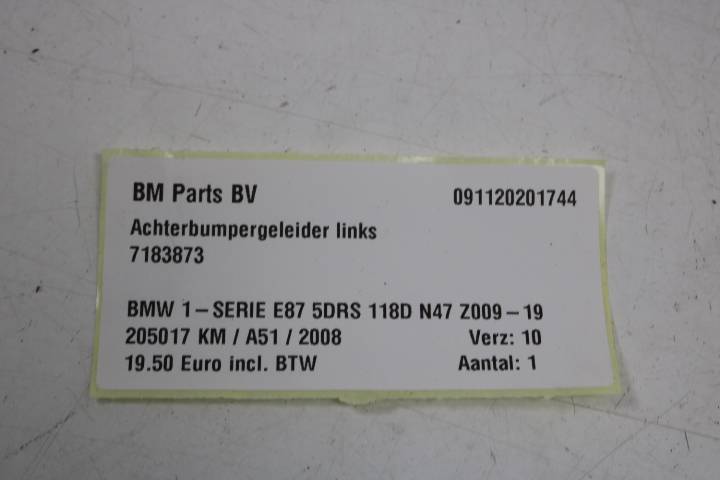 BM Parts BV 091120201744
Achterbumpergeleider links
7183873
BMW 1-SERIE E87 5DRS 118D N47 Z009-19
205017 KM / A51 / 2008 Verz: 10
19.50 Euro incl. BTW Aantal: 1